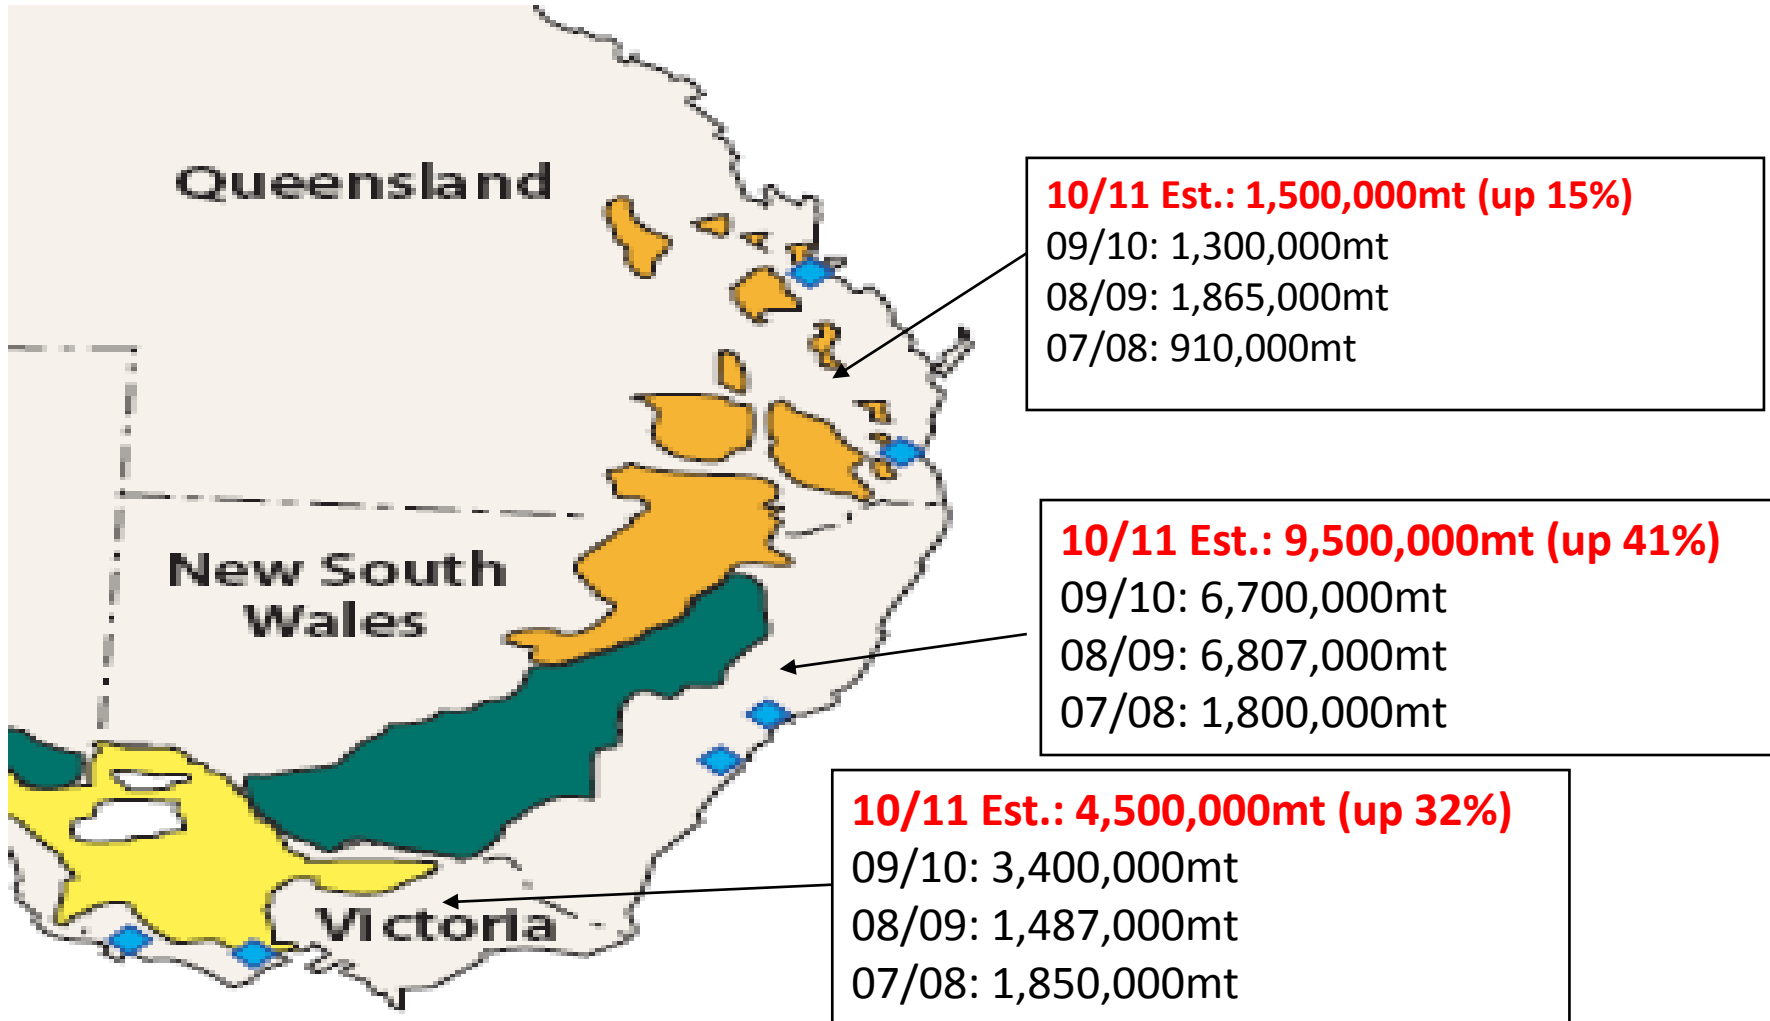 Queensland
10/11 Est.: 1,500,000mt (up 15%)
09/10: 1,300,000mt
08/09: 1,865,000mt
07/08: 910,000mt
New South
Wales
10/11 Est.: 9,500,000mt (up 41%)
09/10: 6,700,000mt
08/09: 6,807,000mt
07/08: 1,800,000mt
Victoria
10/11 Est.: 4,500,000mt (up 32%)
09/10: 3,400,000mt
08/09: 1,487,000mt
07/08: 1,850,000mt